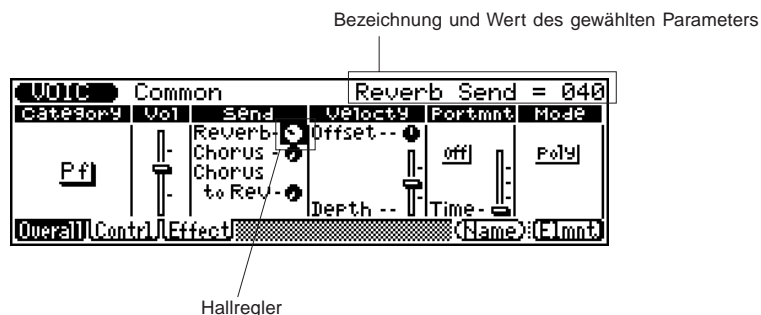 Bezeichnung und Wert des gewählten Parameters
VOIC Common Reverb Send = 040
Category Vol Send Velocty Portmnt Mode
Reverb- Offset--
Chorus - off Poly
Pf Chorus
to Rev-
Depth -- Time-
Overall Contrl Effect Name Elmnt
Hallregler